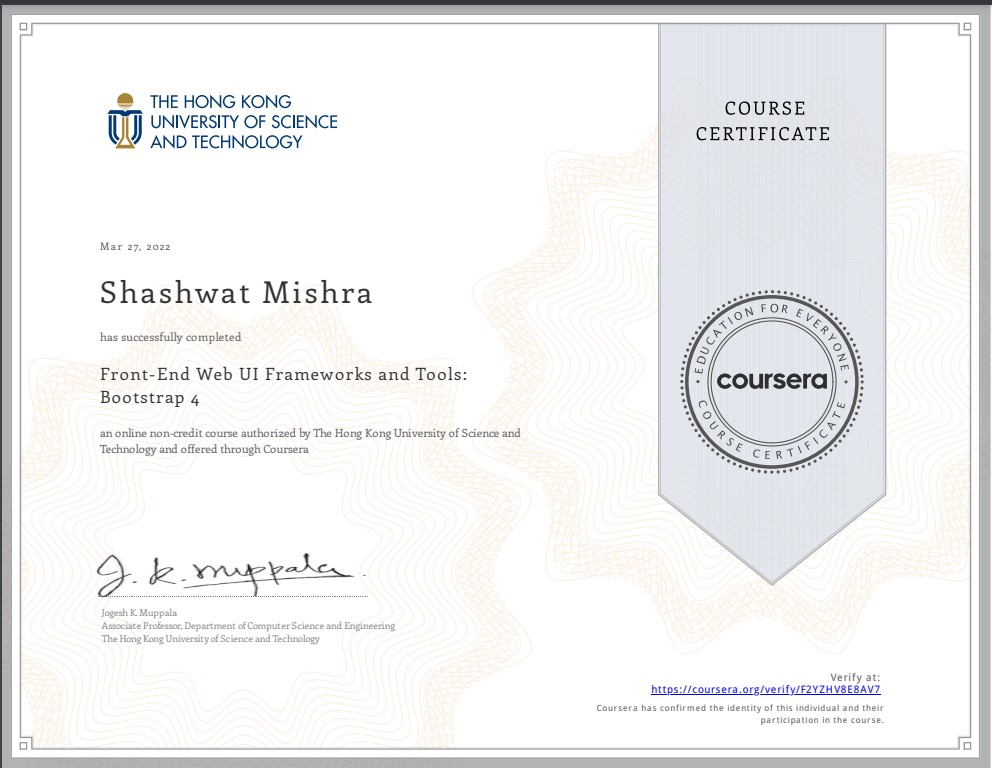 THE HONG KONG
UNIVERSITY OF SCIENCE
AND TECHNOLOGY
COURSE
CERTIFICATE
Mar 27, 2022
Shashwat Mishra
has successfully completed
Front-End Web UI Frameworks and Tools:
Bootstrap 4
an online non-credit course authorized by The Hong Kong University of Science and
Technology and offered through Coursera
EDUCATION FOR EVERYONE
coursera
COURSE CERTIFICATE
J. K. Muppala
Jogesh K. Muppala
Associate Professor, Department of Computer Science and Engineering
The Hong Kong University of Science and Technology
Verify at:
https://coursera.org/verify/F2YZHV8E8AV7
Coursera has confirmed the identity of this individual and their
participation in the course.